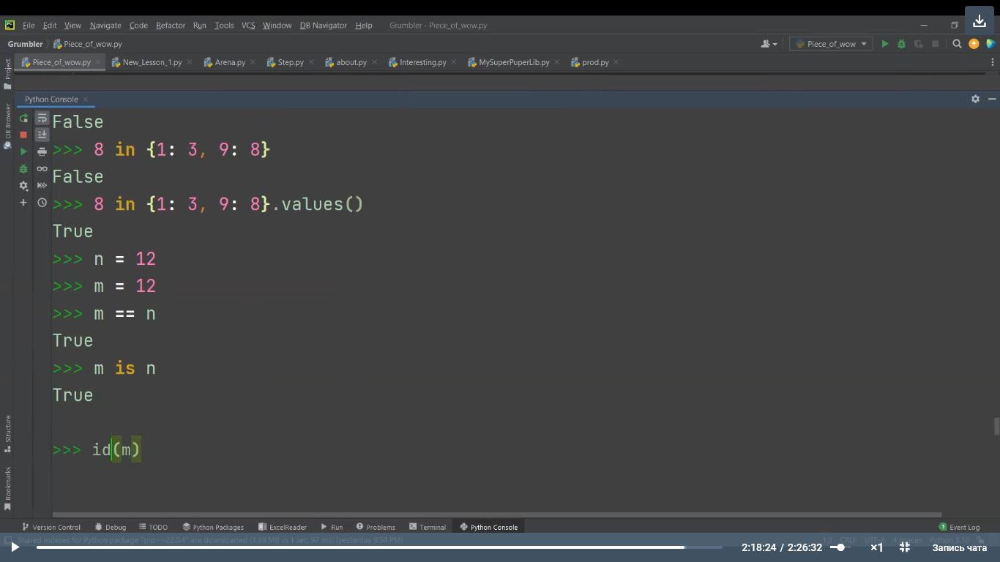 File Edit View Navigate Code Refactor Run Tools VCS Window DB Navigator Help Grumbler - Piece_of_wow.py
Grumbler Piece_of_wow.py Piece_of_wow
Piece_of_wow.py New_Lesson_1.py Arena.py Step.py about.py Interesting.py MySuperPuperLib.py prod.py
Project
DB Browser
Structure
Bookmarks
Python Console
False
>>> 8 in {1: 3, 9: 8}
False
>>> 8 in {1: 3, 9: 8}.values()
True
>>> n = 12
>>> m = 12
>>> m == n
True
>>> m is n
True
>>> id(m)
Version Control Debug TODO Python Packages ExcelReader Run Problems Terminal Python Console 1 Event Log
Shared indexes for Python package "pip==22.0.4" are downloaded (1.69 MB in 1 sec, 97 ms) (yesterday 9:54 PM) 1:1 CRLF UTF-8 4 spaces Python 3.10
2:18:24 / 2:26:32 ×1 Запись чата